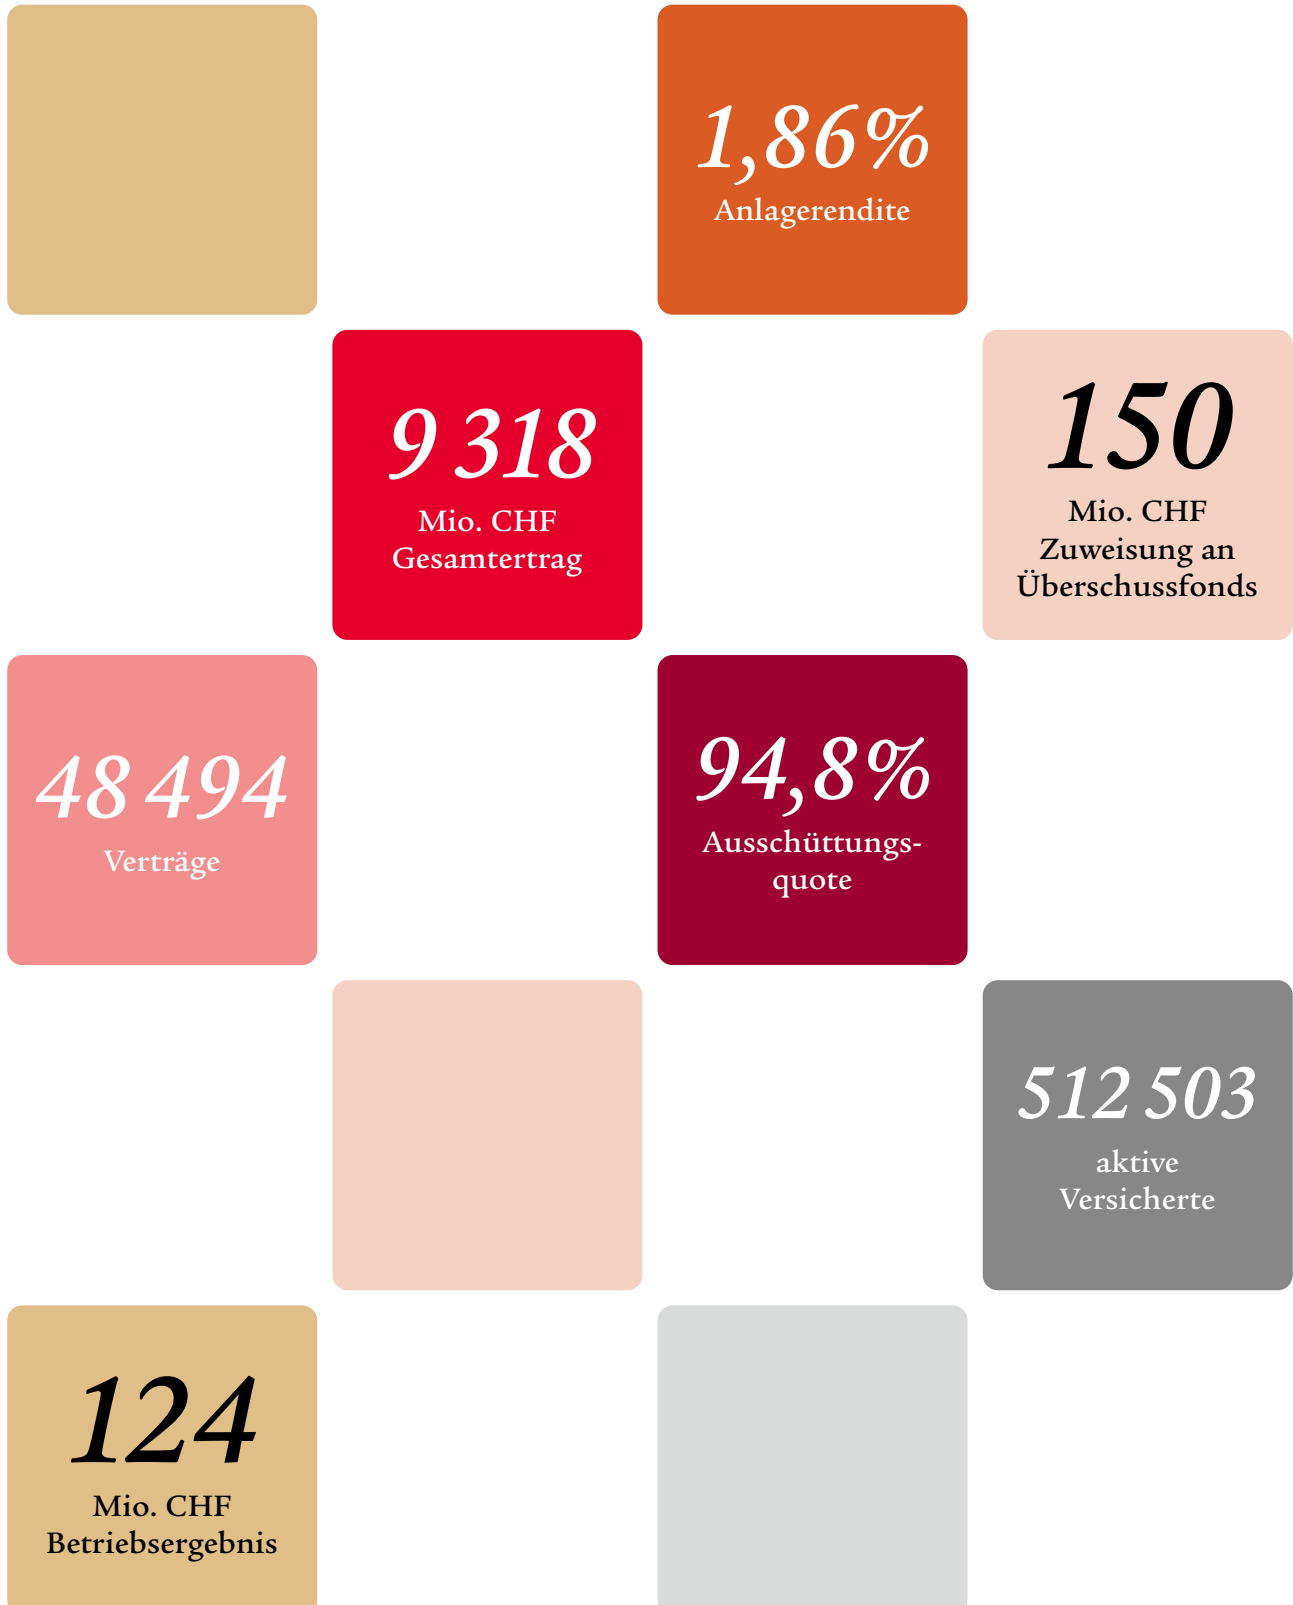 1,86%
Anlagerendite
9 318
Mio. CHF
Gesamtertrag
150
Mio. CHF
Zuweisung an
Überschussfonds
48 494
Verträge
94,8%
Ausschüttungs-
quote
512 503
aktive
Versicherte
124
Mio. CHF
Betriebsergebnis